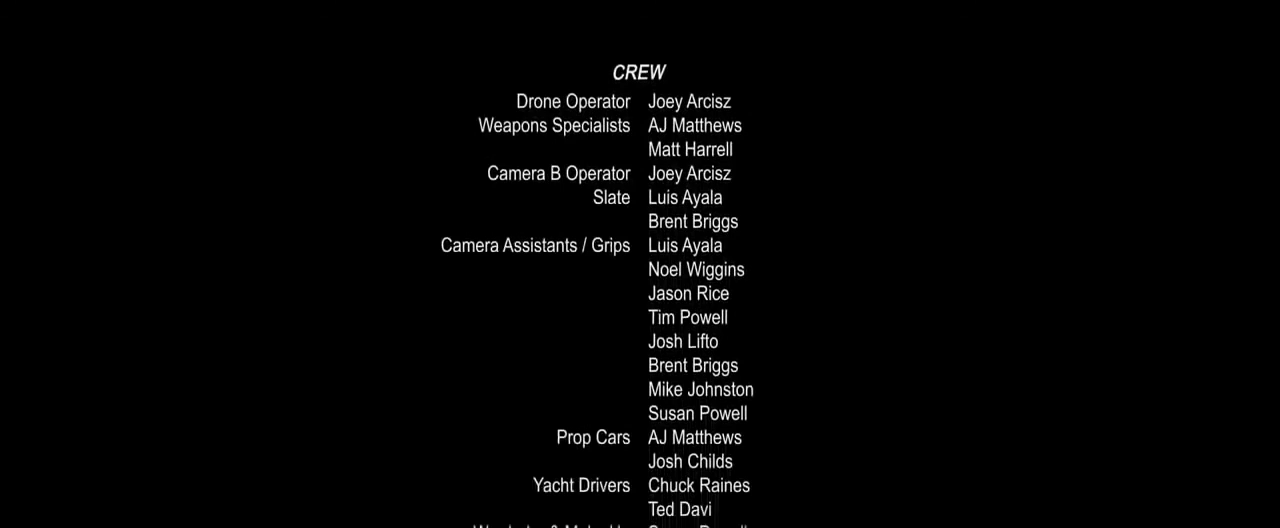 CREW
Drone Operator Joey Arcisz
Weapons Specialists AJ Matthews
Matt Harrell
Camera B Operator Joey Arcisz
Slate Luis Ayala
Brent Briggs
Camera Assistants / Grips Luis Ayala
Noel Wiggins
Jason Rice
Tim Powell
Josh Lifto
Brent Briggs
Mike Johnston
Susan Powell
Prop Cars AJ Matthews
Josh Childs
Yacht Drivers Chuck Raines
Ted Davi